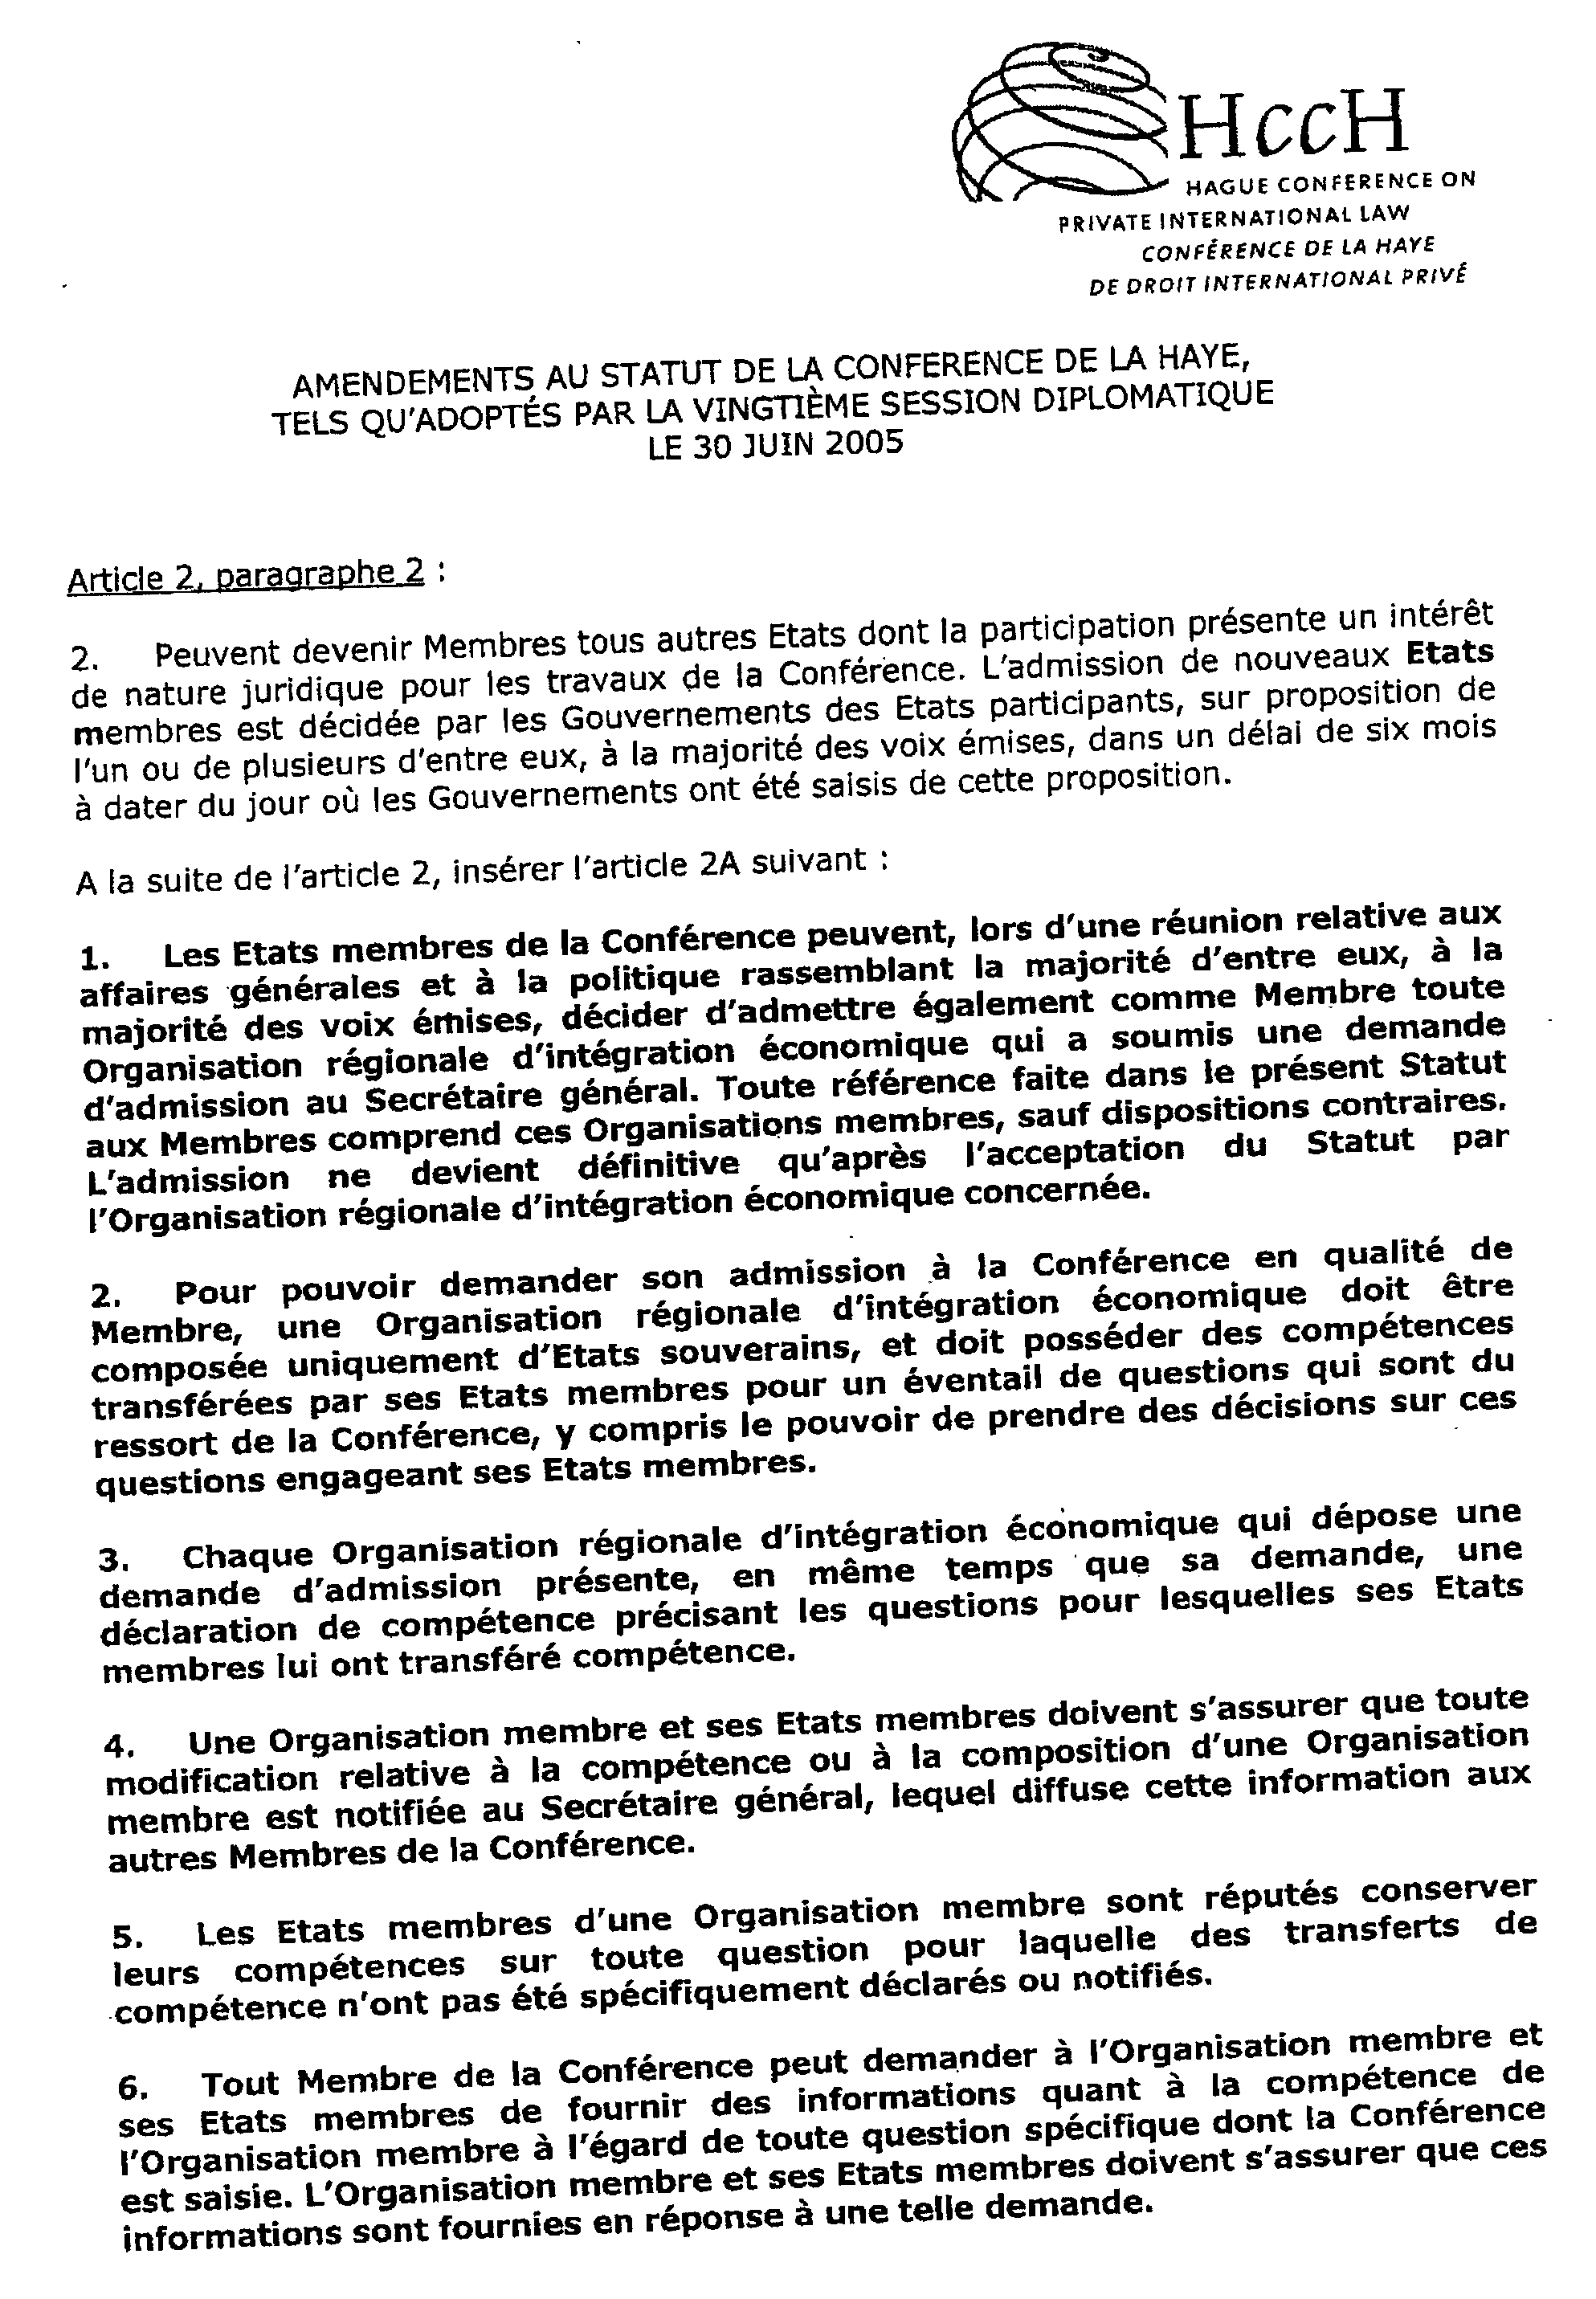 HccH
HAGUE CONFERENCE ON
PRIVATE INTERNATIONAL LAW
CONFÉRENCE DE LA HAYE
DE DROIT INTERNATIONAL PRIVÉ
AMENDEMENTS AU STATUT DE LA CONFERENCE DE LA HAYE,
TELS QU'ADOPTÉS PAR LA VINGTIÈME SESSION DIPLOMATIQUE
LE 30 JUIN 2005
Article 2, paragraphe 2 :
2. Peuvent devenir Membres tous autres Etats dont la participation présente un intérêt
de nature juridique pour les travaux de la Conférence. L'admission de nouveaux Etats
membres est décidée par les Gouvernements des Etats participants, sur proposition de
l'un ou de plusieurs d'entre eux, à la majorité des voix émises, dans un délai de six mois
à dater du jour où les Gouvernements ont été saisis de cette proposition.
A la suite de l'article 2, insérer l'article 2A suivant :
1. Les Etats membres de la Conférence peuvent, lors d'une réunion relative aux
affaires générales et à la politique rassemblant la majorité d'entre eux, à la
majorité des voix émises, décider d'admettre également comme Membre toute
Organisation régionale d'intégration économique qui a soumis une demande
d'admission au Secrétaire général. Toute référence faite dans le présent Statut
aux Membres comprend ces Organisations membres, sauf dispositions contraires.
L'admission ne devient définitive qu'après l'acceptation du Statut par
l'Organisation régionale d'intégration économique concernée.
2. Pour pouvoir demander son admission à la Conférence en qualité de
Membre, une Organisation régionale d'intégration économique doit être
composée uniquement d'Etats souverains, et doit posséder des compétences
transférées par ses Etats membres pour un éventail de questions qui sont du
ressort de la Conférence, y compris le pouvoir de prendre des décisions sur ces
questions engageant ses Etats membres.
3. Chaque Organisation régionale d'intégration économique qui dépose une
demande d'admission présente, en même temps que sa demande, une
déclaration de compétence précisant les questions pour lesquelles ses Etats
membres lui ont transféré compétence.
4. Une Organisation membre et ses Etats membres doivent s'assurer que toute
modification relative à la compétence ou à la composition d'une Organisation
membre est notifiée au Secrétaire général, lequel diffuse cette information aux
autres Membres de la Conférence.
5. Les Etats membres d'une Organisation membre sont réputés conserver
leurs compétences sur toute question pour laquelle des transferts de
compétence n'ont pas été spécifiquement déclarés ou notifiés.
6. Tout Membre de la Conférence peut demander à l'Organisation membre et
ses Etats membres de fournir des informations quant à la compétence de
l'Organisation membre à l'égard de toute question spécifique dont la Conférence
est saisie. L'Organisation membre et ses Etats membres doivent s'assurer que ces
informations sont fournies en réponse à une telle demande.